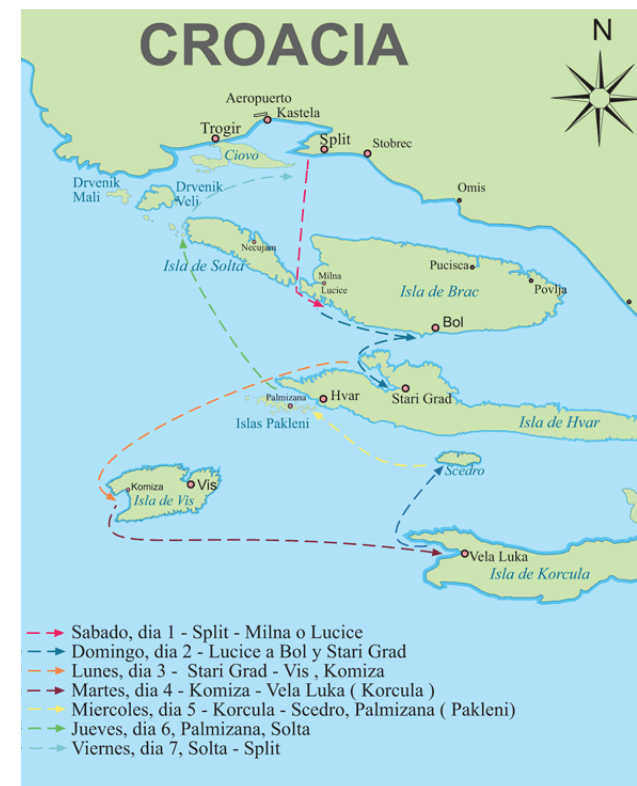 CROACIA
N
Aeropuerto
Kastela
Trogir
Split
Stobrec
Ciovo
Drvenik
Mali
Drvenik
Veli
Omis
Necujam
Isla de Solta
Milna
Lucice
Pucisca
Isla de Brac
Povlja
Bol
Palmizana
Hvar
Stari Grad
Islas Pakleni
Isla de Hvar
Scedro
Komiza
Vis
Isla de Vis
Vela Luka
Isla de Korcula
Sabado, dia 1 - Split - Milna o Lucice
Domingo, dia 2 - Lucice a Bol y Stari Grad
Lunes, dia 3 - Stari Grad - Vis , Komiza
Martes, dia 4 - Komiza - Vela Luka ( Korcula )
Miercoles, dia 5 - Korcula - Scedro, Palmizana ( Pakleni)
Jueves, dia 6, Palmizana, Solta
Viernes, dia 7, Solta - Split